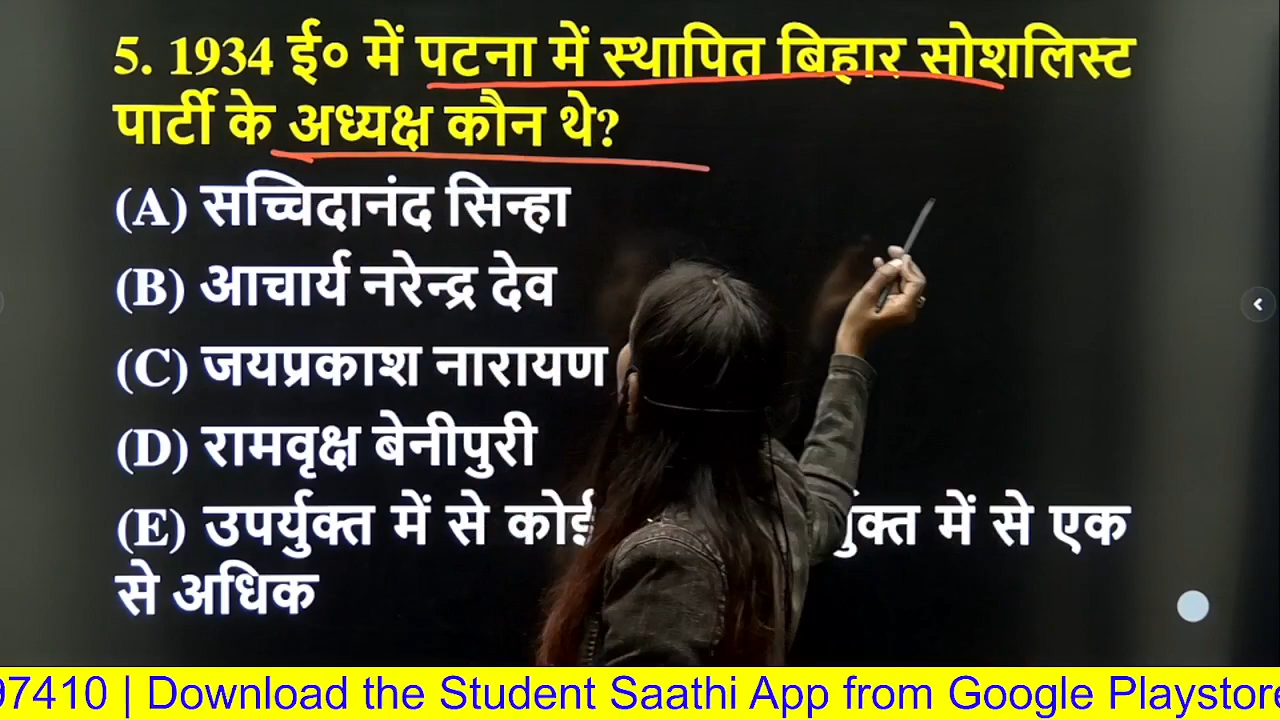 5. 1934 ई० में पटना में स्थापित बिहार सोशलिस्ट
पार्टी के अध्यक्ष कौन थे?
(A) सच्चिदानंद सिन्हा
(B) आचार्य नरेन्द्र देव
(C) जयप्रकाश नारायण
(D) रामवृक्ष बेनीपुरी
(E) उपर्युक्त में से कोई में से एक
से अधिक
97410 | Download the Student Saathi App from Google Playstore